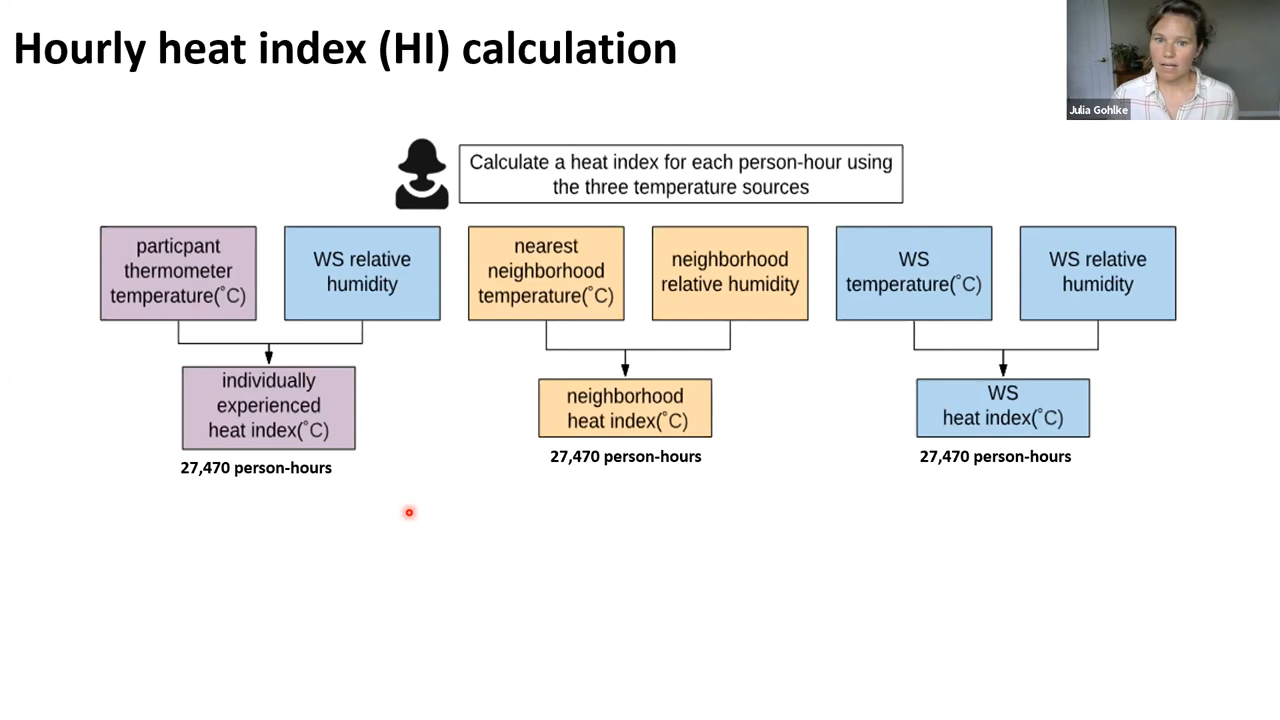 Hourly heat index (HI) calculation
Julia Gohlke
Calculate a heat index for each person-hour using
the three temperature sources
particpant
thermometer
temperature(˚C)
WS relative
humidity
nearest
neighborhood
temperature(˚C)
neighborhood
relative humidity
WS
temperature(˚C)
WS relative
humidity
individually
experienced
heat index(˚C)
27,470 person-hours
neighborhood
heat index(˚C)
27,470 person-hours
WS
heat index(˚C)
27,470 person-hours